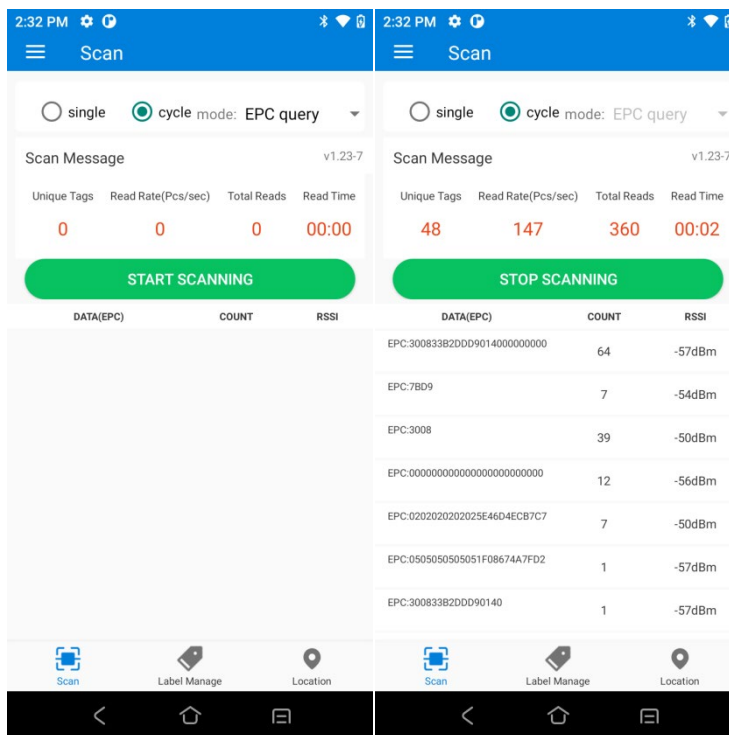 2:32 PM
Scan
single cycle mode: EPC query
Scan Message v1.23-7
Unique Tags Read Rate(Pcs/sec) Total Reads Read Time
0 0 0 00:00
START SCANNING
DATA(EPC) COUNT RSSI
Scan Label Manage Location
2:32 PM
Scan
single cycle mode: EPC query
Scan Message v1.23-7
Unique Tags Read Rate(Pcs/sec) Total Reads Read Time
48 147 360 00:02
STOP SCANNING
DATA(EPC) COUNT RSSI
EPC:300833B2DDD9014000000000 64 -57dBm
EPC:7BD9 7 -54dBm
EPC:3008 39 -50dBm
EPC:000000000000000000000000 12 -56dBm
EPC:0202020202025E46D4ECB7C7 7 -50dBm
EPC:0505050505051F08674A7FD2 1 -57dBm
EPC:300833B2DDD90140 1 -57dBm
Scan Label Manage Location